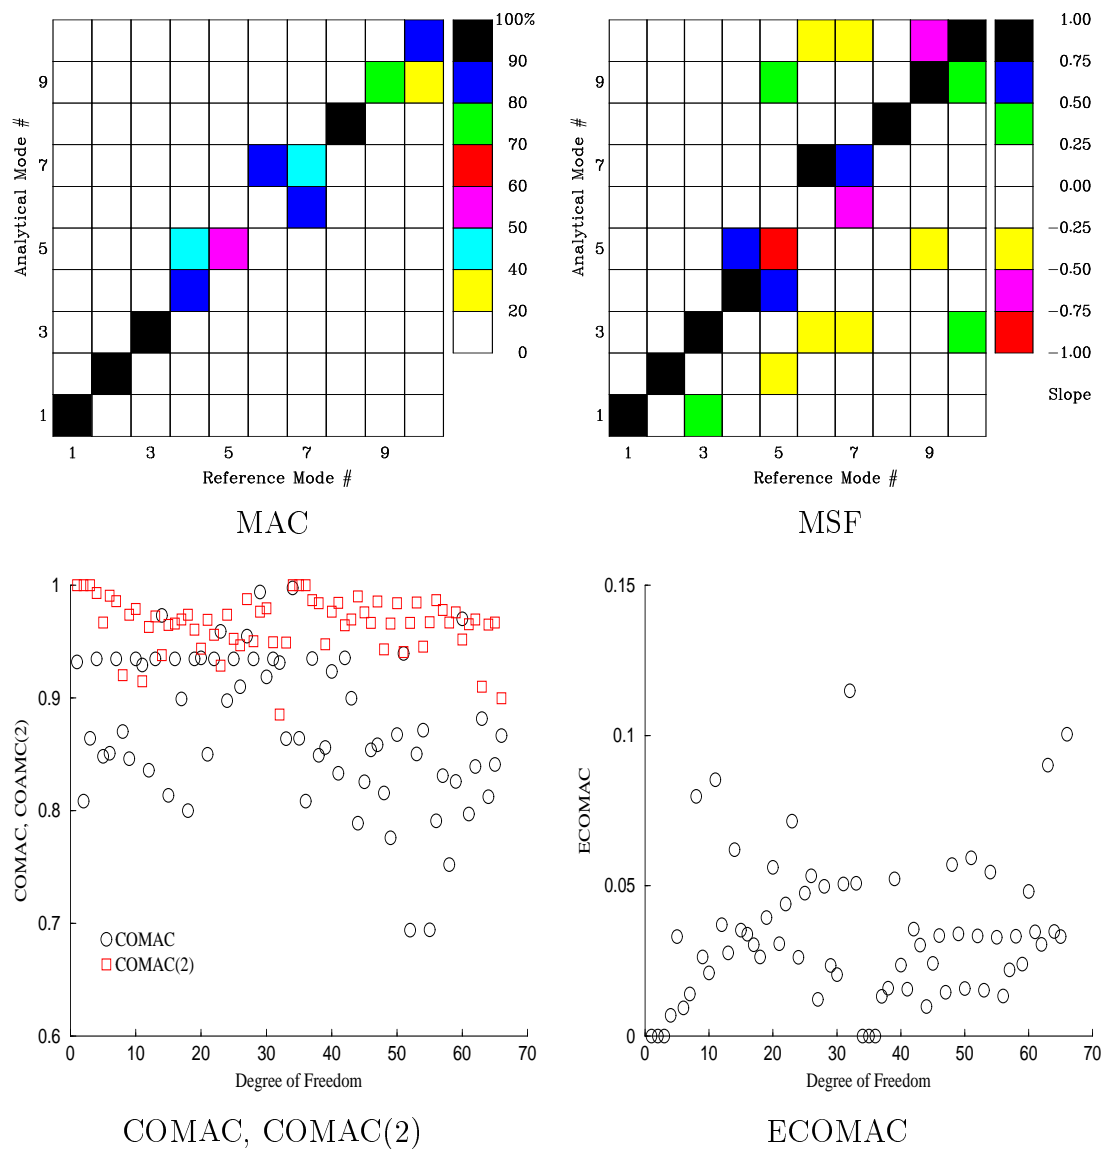 100%
90
80
70
60
50
40
20
0
9
7
5
3
1
Analytical Mode #
1 3 5 7 9
Reference Mode #
MAC
1.00
0.75
0.50
0.25
0.00
−0.25
−0.50
−0.75
−1.00
Slope
9
7
5
3
1
Analytical Mode #
1 3 5 7 9
Reference Mode #
MSF
1
0.9
0.8
0.7
0.6
COMAC, COAMC(2)
COMAC
COMAC(2)
0 10 20 30 40 50 60 70
Degree of Freedom
COMAC, COMAC(2)
0.15
0.1
0.05
0
ECOMAC
0 10 20 30 40 50 60 70
Degree of Freedom
ECOMAC